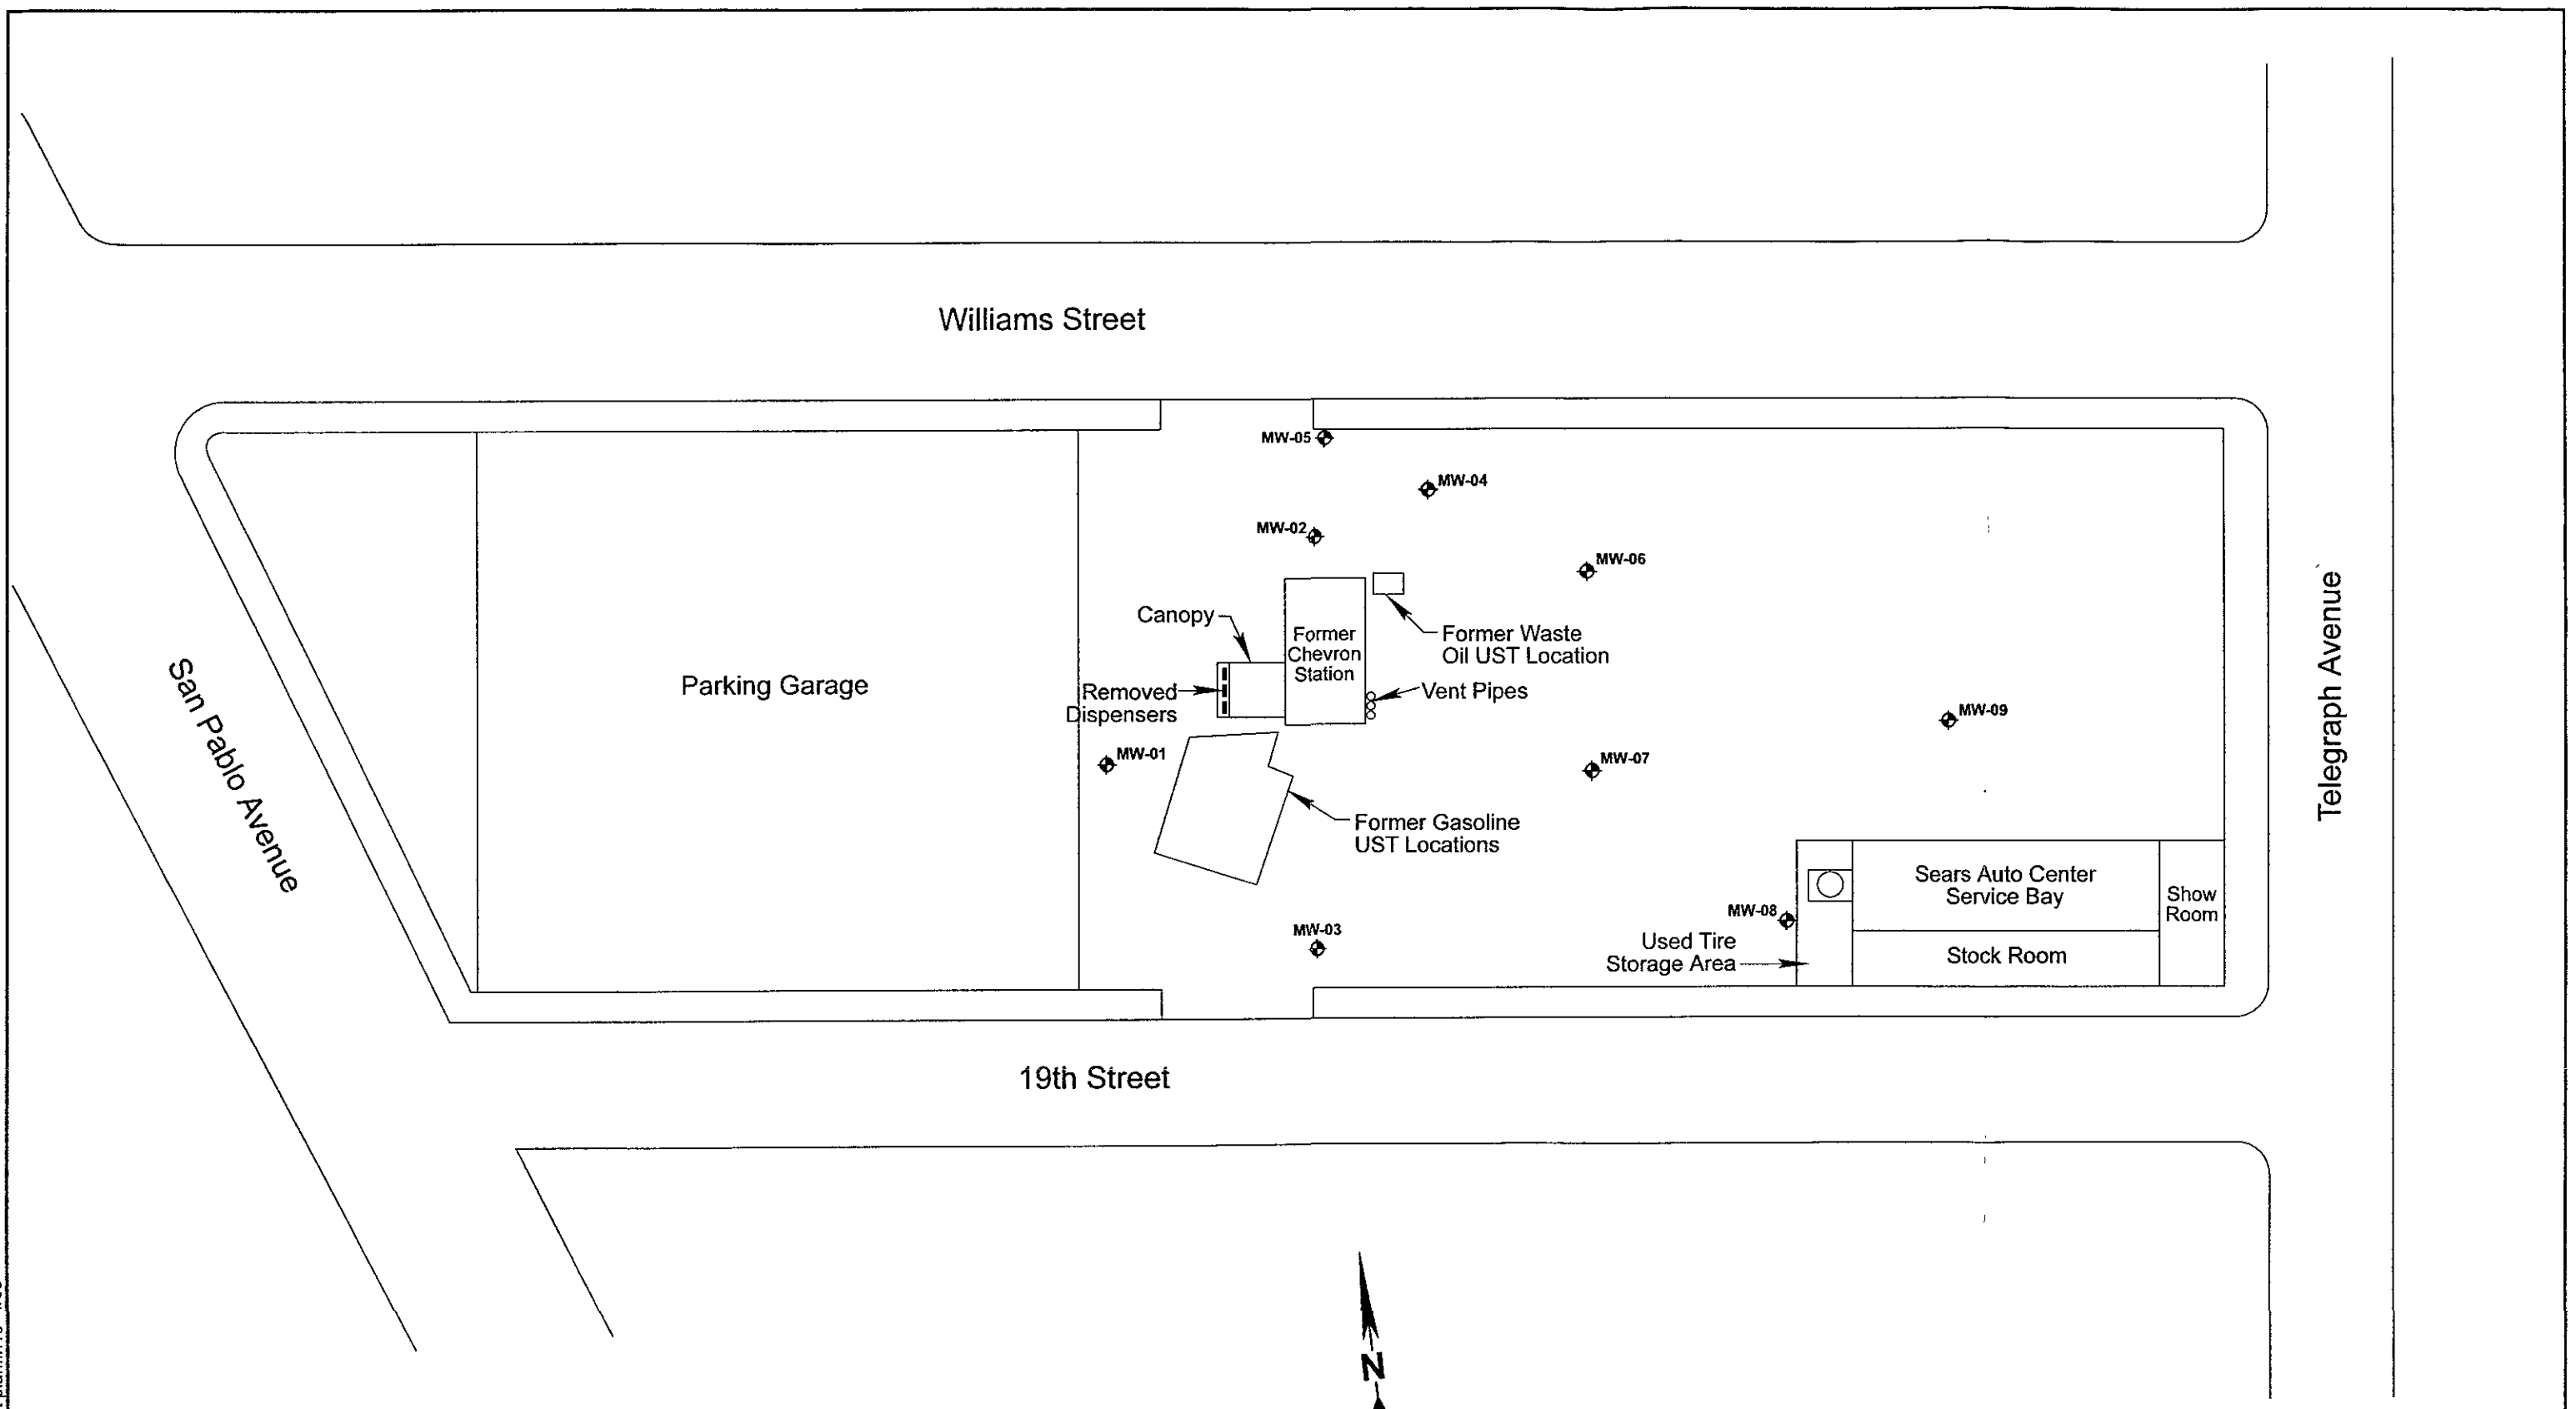 Williams Street
MW-05
MW-04
MW-02
MW-06
Canopy
Former
Chevron
Station
Former Waste
Oil UST Location
San Pablo Avenue
Parking Garage
Removed
Dispensers
Vent Pipes
Telegraph Avenue
MW-09
MW-01
MW-07
Former Gasoline
UST Locations
Sears Auto Center
Service Bay
Show
Room
MW-08
MW-03
Used Tire
Storage Area
Stock Room
19th Street
N